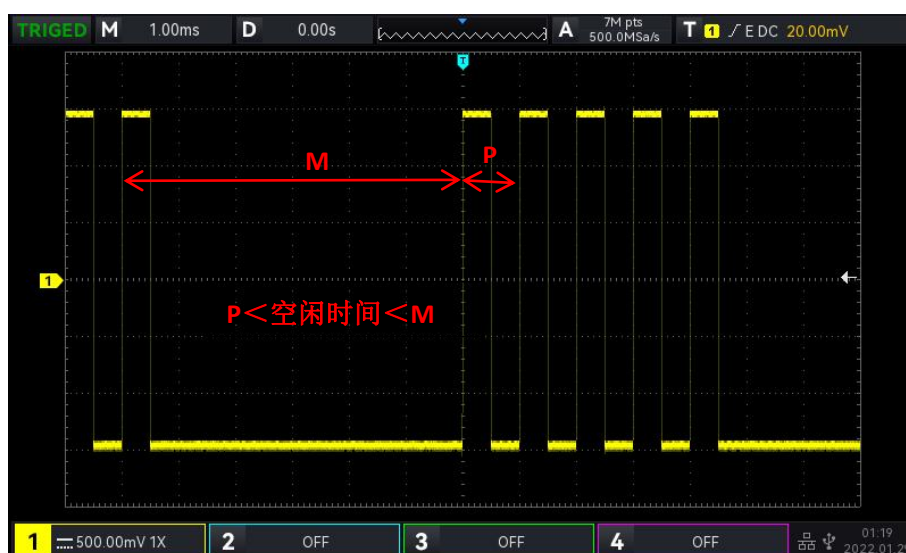 TRIGED M 1.00ms D 0.00s A 7M pts 500.0MSa/s T 1 E DC 20.00mV
T
M P
1
P＜空闲时间＜M
1 500.00mV 1X 2 OFF 3 OFF 4 OFF 01:19